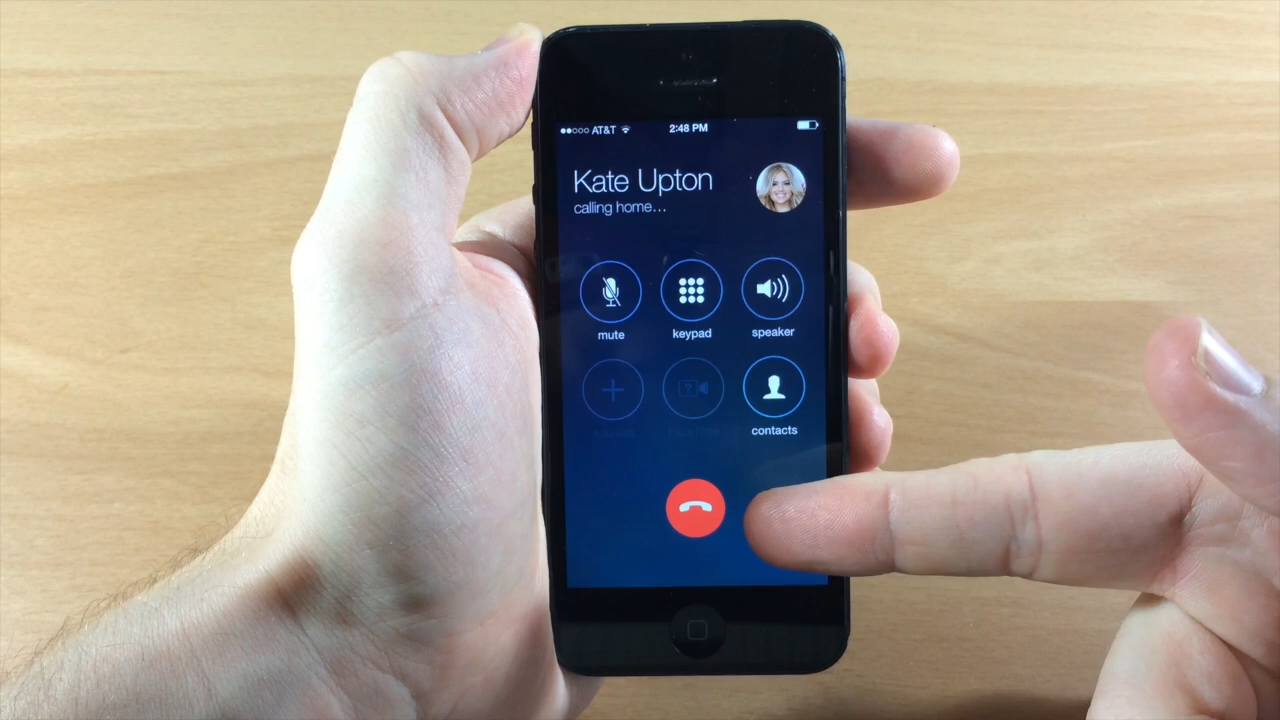 AT&T 2:48 PM
Kate Upton
calling home...
mute keypad speaker
contacts